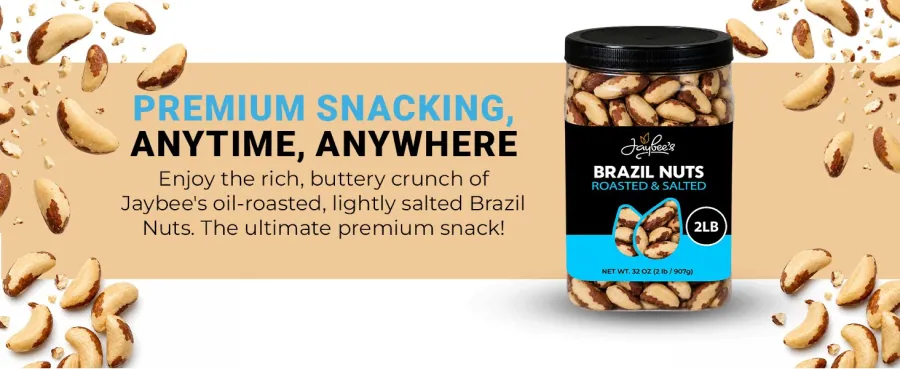 PREMIUM SNACKING,
ANYTIME, ANYWHERE
Enjoy the rich, buttery crunch of
Jaybee's oil-roasted, lightly salted Brazil
Nuts. The ultimate premium snack!
Jaybee's
BRAZIL NUTS
ROASTED & SALTED
2LB
NET WT. 32 OZ (2 lb / 907g)